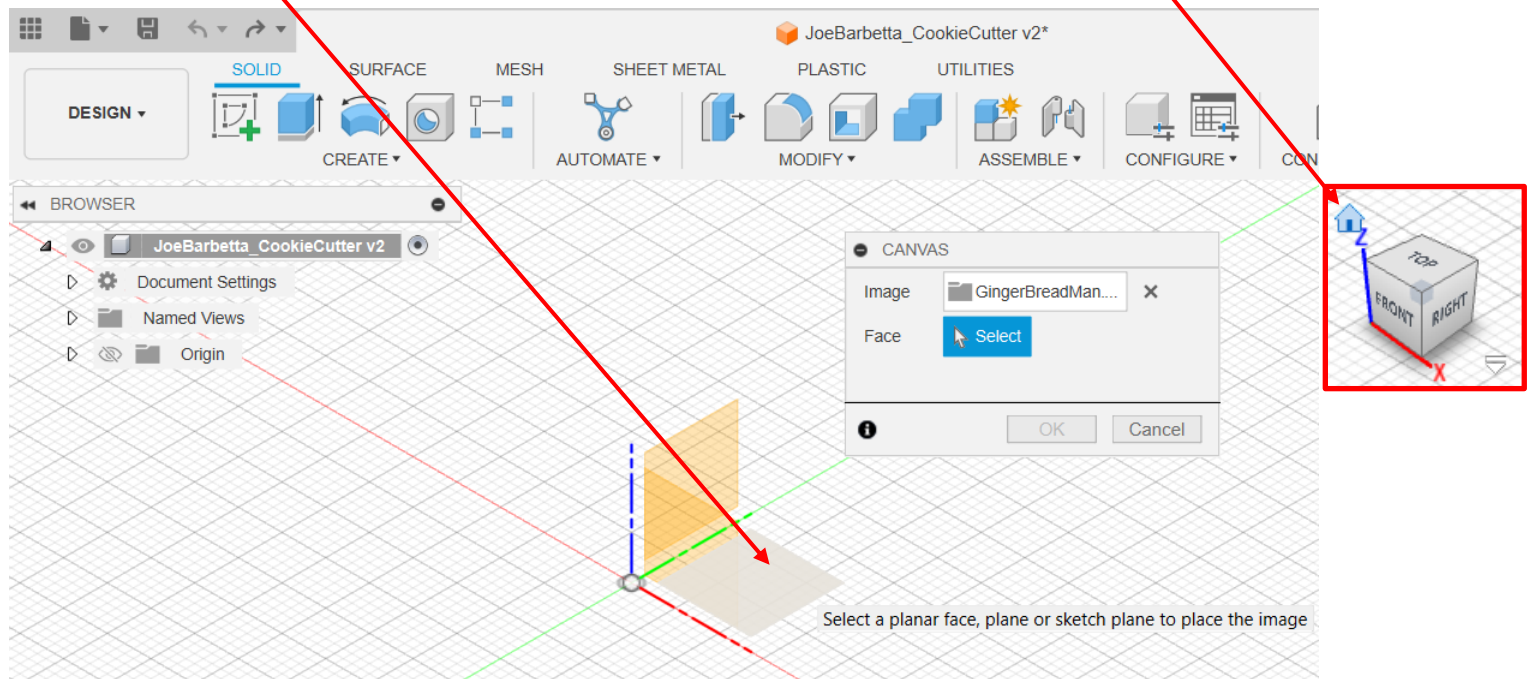 JoeBarbetta_CookieCutter v2*
SOLID SURFACE MESH SHEET METAL PLASTIC UTILITIES
DESIGN
CREATE AUTOMATE MODIFY ASSEMBLE CONFIGURE CON
BROWSER
JoeBarbetta_CookieCutter v2
Document Settings
Named Views
Origin
CANVAS
Image GingerBreadMan....
Face Select
OK Cancel
Select a planar face, plane or sketch plane to place the image
Z
TOP
FRONT RIGHT
X